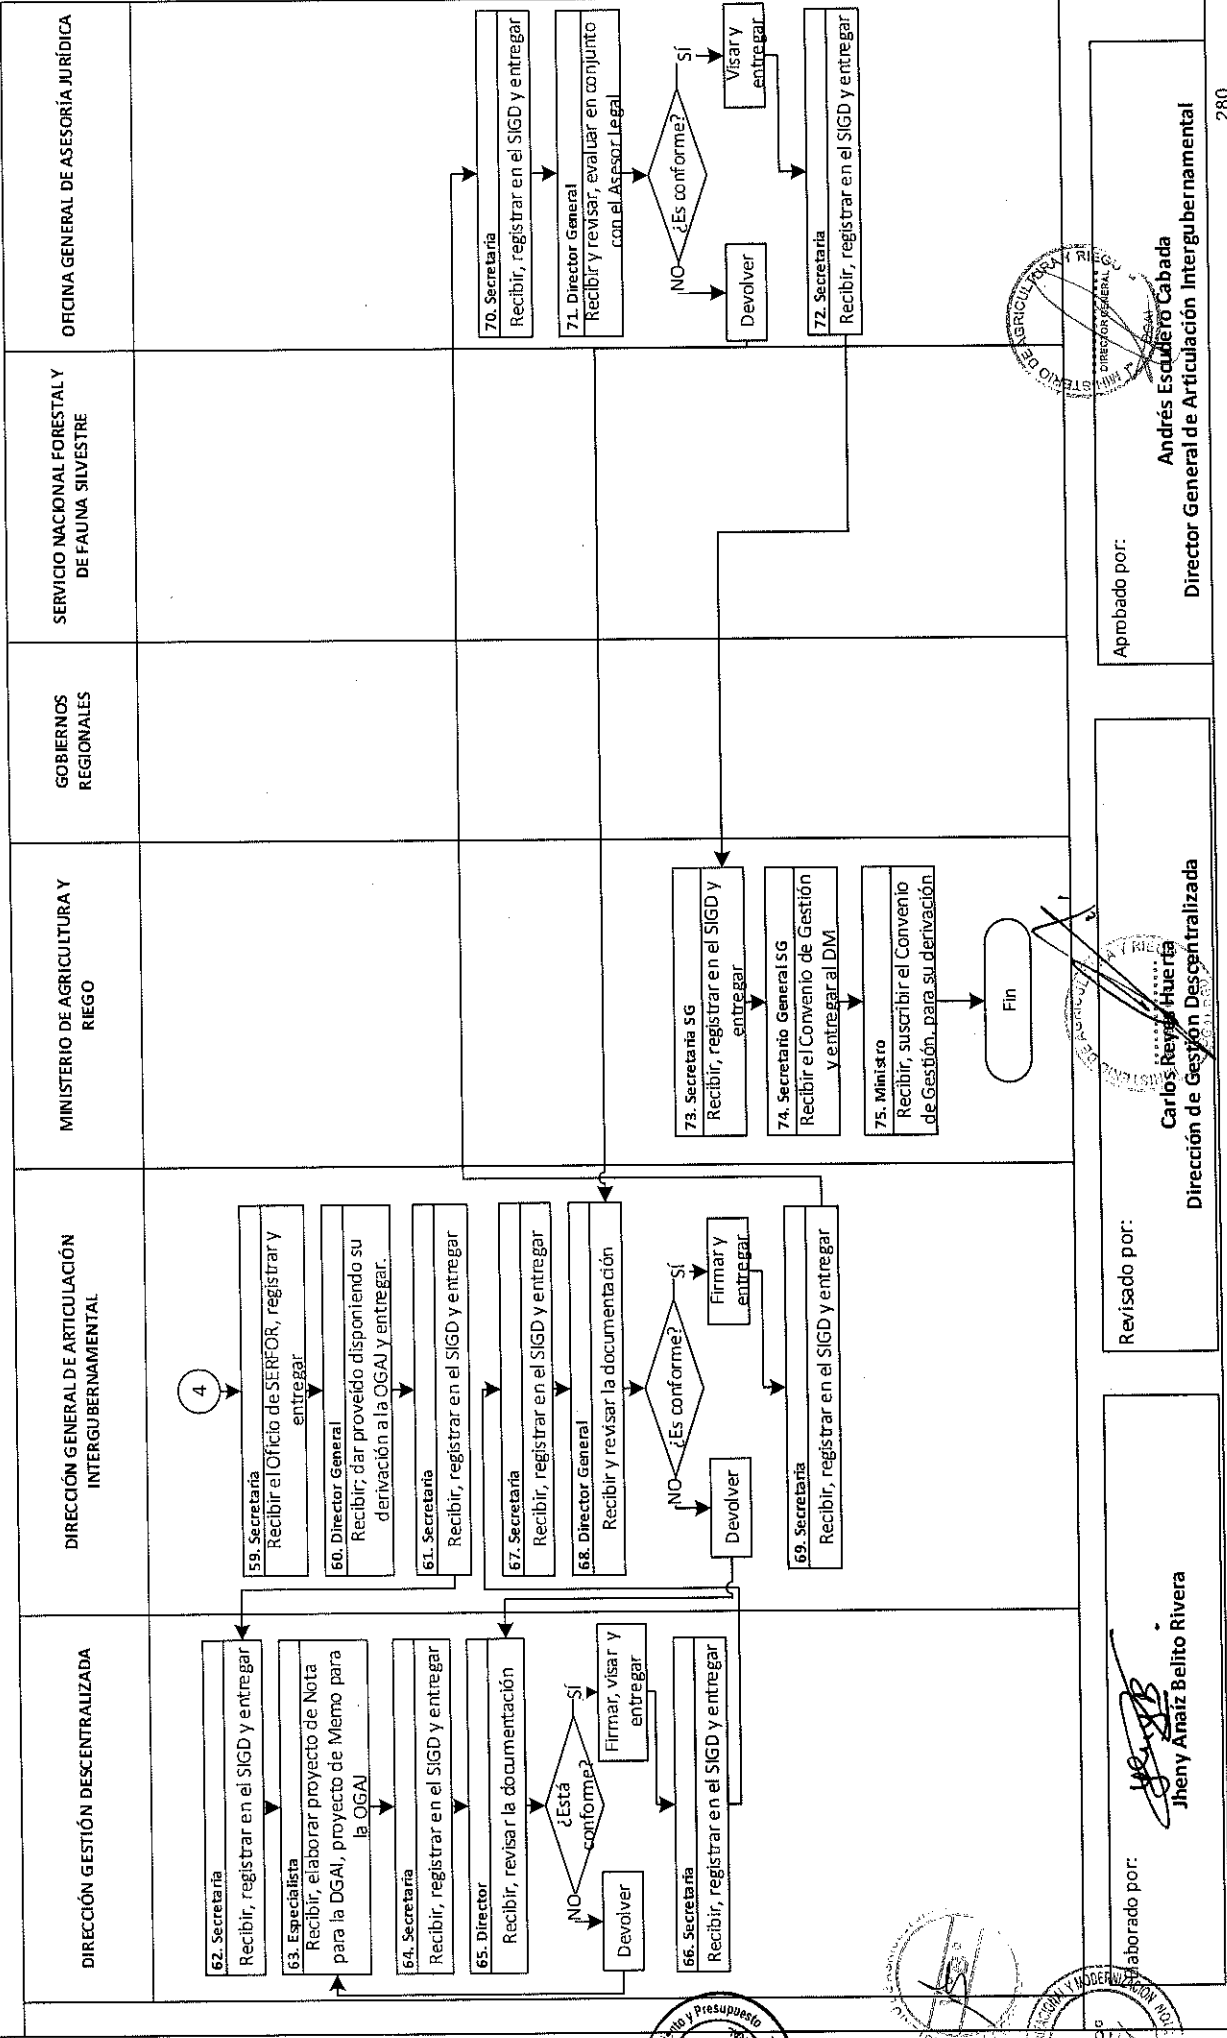 DIRECCIÓN GESTIÓN DESCENTRALIZADA
DIRECCIÓN GENERAL DE ARTICULACIÓN
INTERGUBERNAMENTAL
MINISTERIO DE AGRICULTURA Y
RIEGO
GOBIERNOS
REGIONALES
SERVICIO NACIONAL FORESTAL Y
DE FAUNA SILVESTRE
OFICINA GENERAL DE ASESORÍA JURÍDICA
62. Secretaria
Recibir, registrar en el SIGD y entregar
63. Especialista
Recibir, elaborar proyecto de Nota
para la DGAI, proyecto de Memo para
la OGAJ
64. Secretaria
Recibir, registrar en el SIGD y entregar
65. Director
Recibir, revisar la documentación
¿Está
conforme?
NO
SÍ
Devolver
Firmar, visar y
entregar
66. Secretaria
Recibir, registrar en el SIGD y entregar
4
59. Secretaria
Recibir el Oficio de SERFOR, registrar y
entregar
60. Director General
Recibir; dar proveído disponiendo su
derivación a la OGAJ y entregar.
61. Secretaria
Recibir, registrar en el SIGD y entregar
67. Secretaria
Recibir, registrar en el SIGD y entregar
68. Director General
Recibir y revisar la documentación
¿Es conforme?
NO
SÍ
Devolver
Firmar y
entregar
69. Secretaria
Recibir, registrar en el SIGD y entregar
73. Secretaria SG
Recibir, registrar en el SIGD y
entregar
74. Secretario General SG
Recibir el Convenio de Gestión
y entregar al DM
75. Ministro
Recibir, suscribir el Convenio
de Gestión, para su derivación
Fin
70. Secretaria
Recibir, registrar en el SIGD y entregar
71. Director General
Recibir y revisar, evaluar en conjunto
con el Asesor Legal
¿Es conforme?
NO
SÍ
Devolver
Visar y
entregar
72. Secretaria
Recibir, registrar en el SIGD y entregar
Elaborado por:
Jheny Anaíz Belito Rivera
Revisado por:
Carlos Reyes Huerta
Dirección de Gestión Descentralizada
Aprobado por:
MINISTERIO DE AGRICULTURA Y RIEGO
DIRECTOR GENERAL
Andrés Escudero Cabada
Director General de Articulación Intergubernamental
280